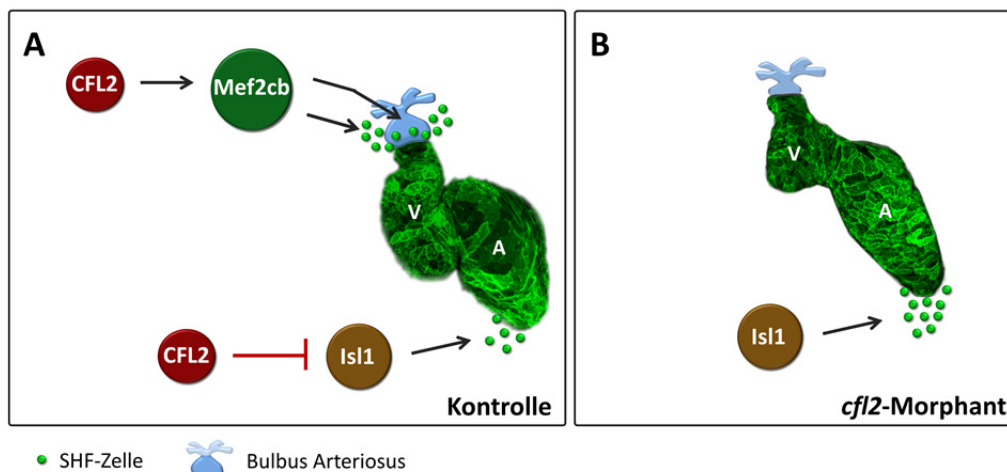 A
CFL2
Mef2cb
V
A
CFL2
Isl1
Kontrolle
B
V
A
Isl1
cfl2-Morphant
SHF-Zelle
Bulbus Arteriosus